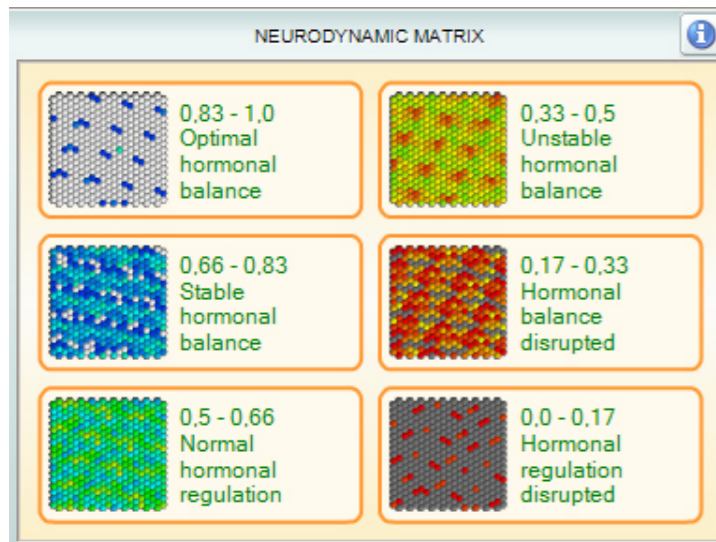 NEURODYNAMIC MATRIX
0,83 - 1,0
Optimal
hormonal
balance
0,33 - 0,5
Unstable
hormonal
balance
0,66 - 0,83
Stable
hormonal
balance
0,17 - 0,33
Hormonal
balance
disrupted
0,5 - 0,66
Normal
hormonal
regulation
0,0 - 0,17
Hormonal
regulation
disrupted